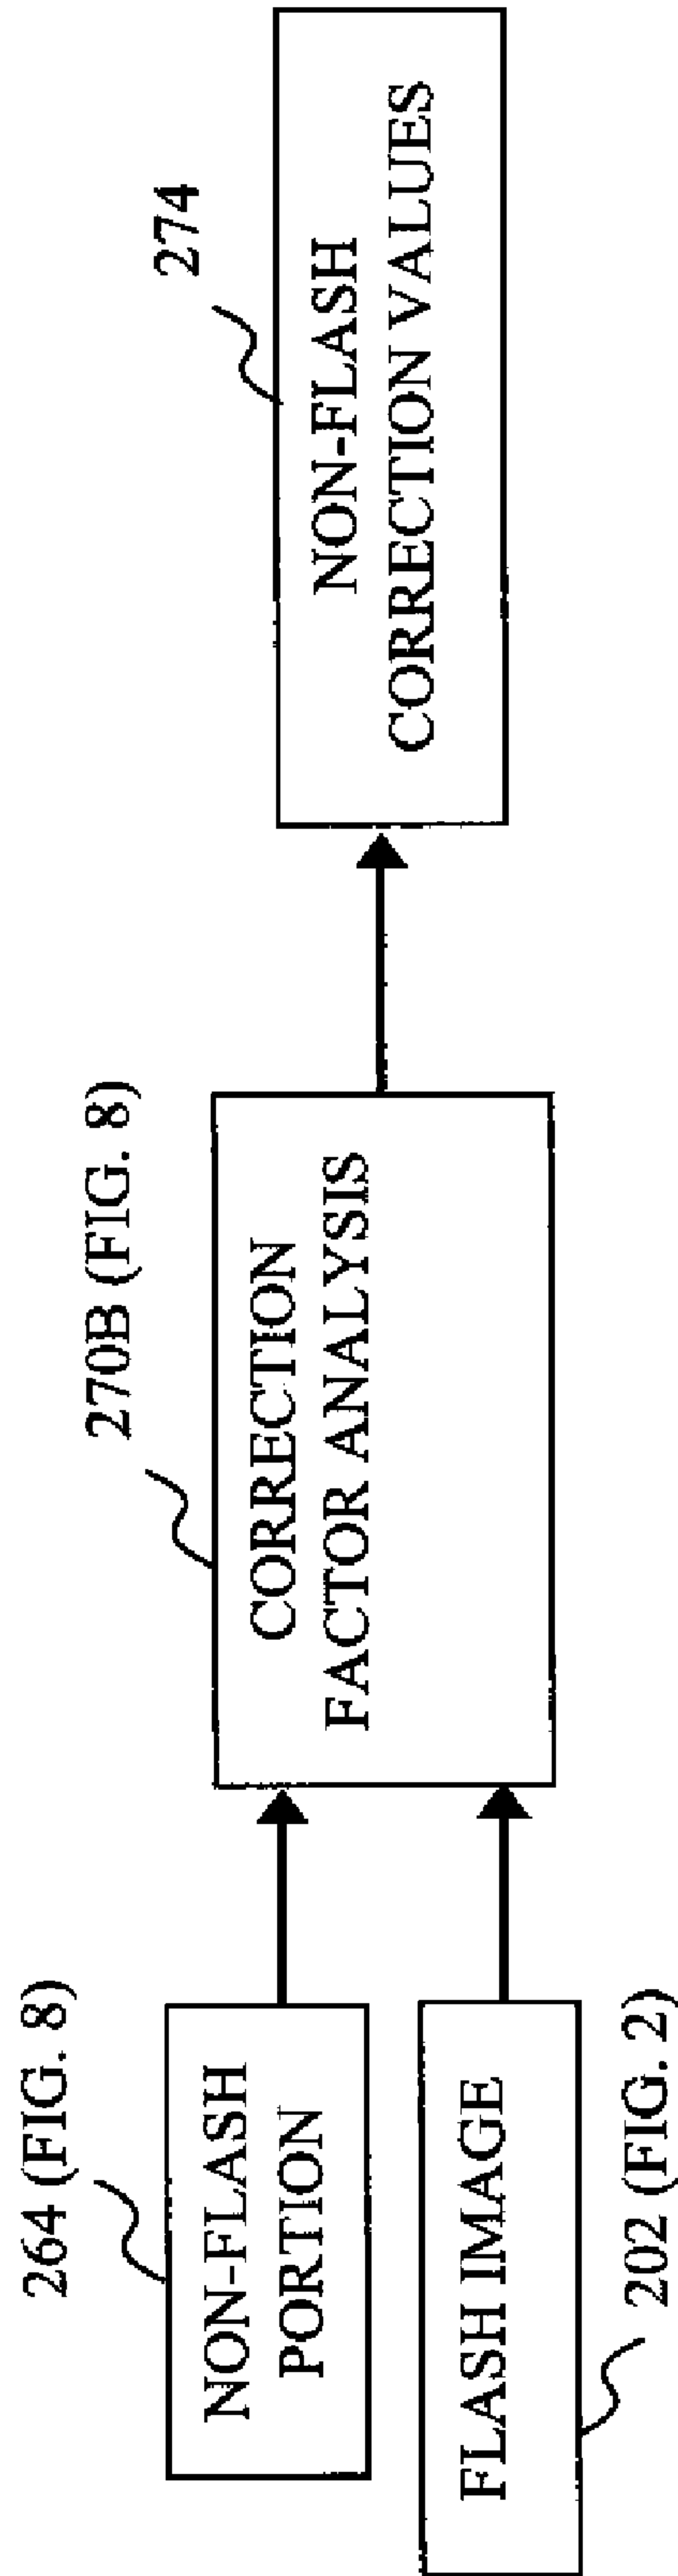 264 (FIG. 8)
NON-FLASH
PORTION
FLASH IMAGE
202 (FIG. 2)
270B (FIG. 8)
CORRECTION
FACTOR ANALYSIS
274
NON-FLASH
CORRECTION VALUES